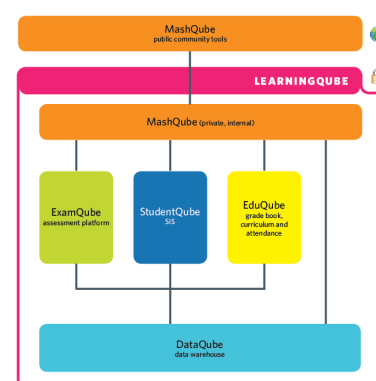 MashQube
public community tools
LEARNINGQUBE
MashQube (private, internal)
ExamQube
assessment platform
StudentQube
SIS
EduQube
grade book,
curriculum and
attendance
DataQube
data warehouse